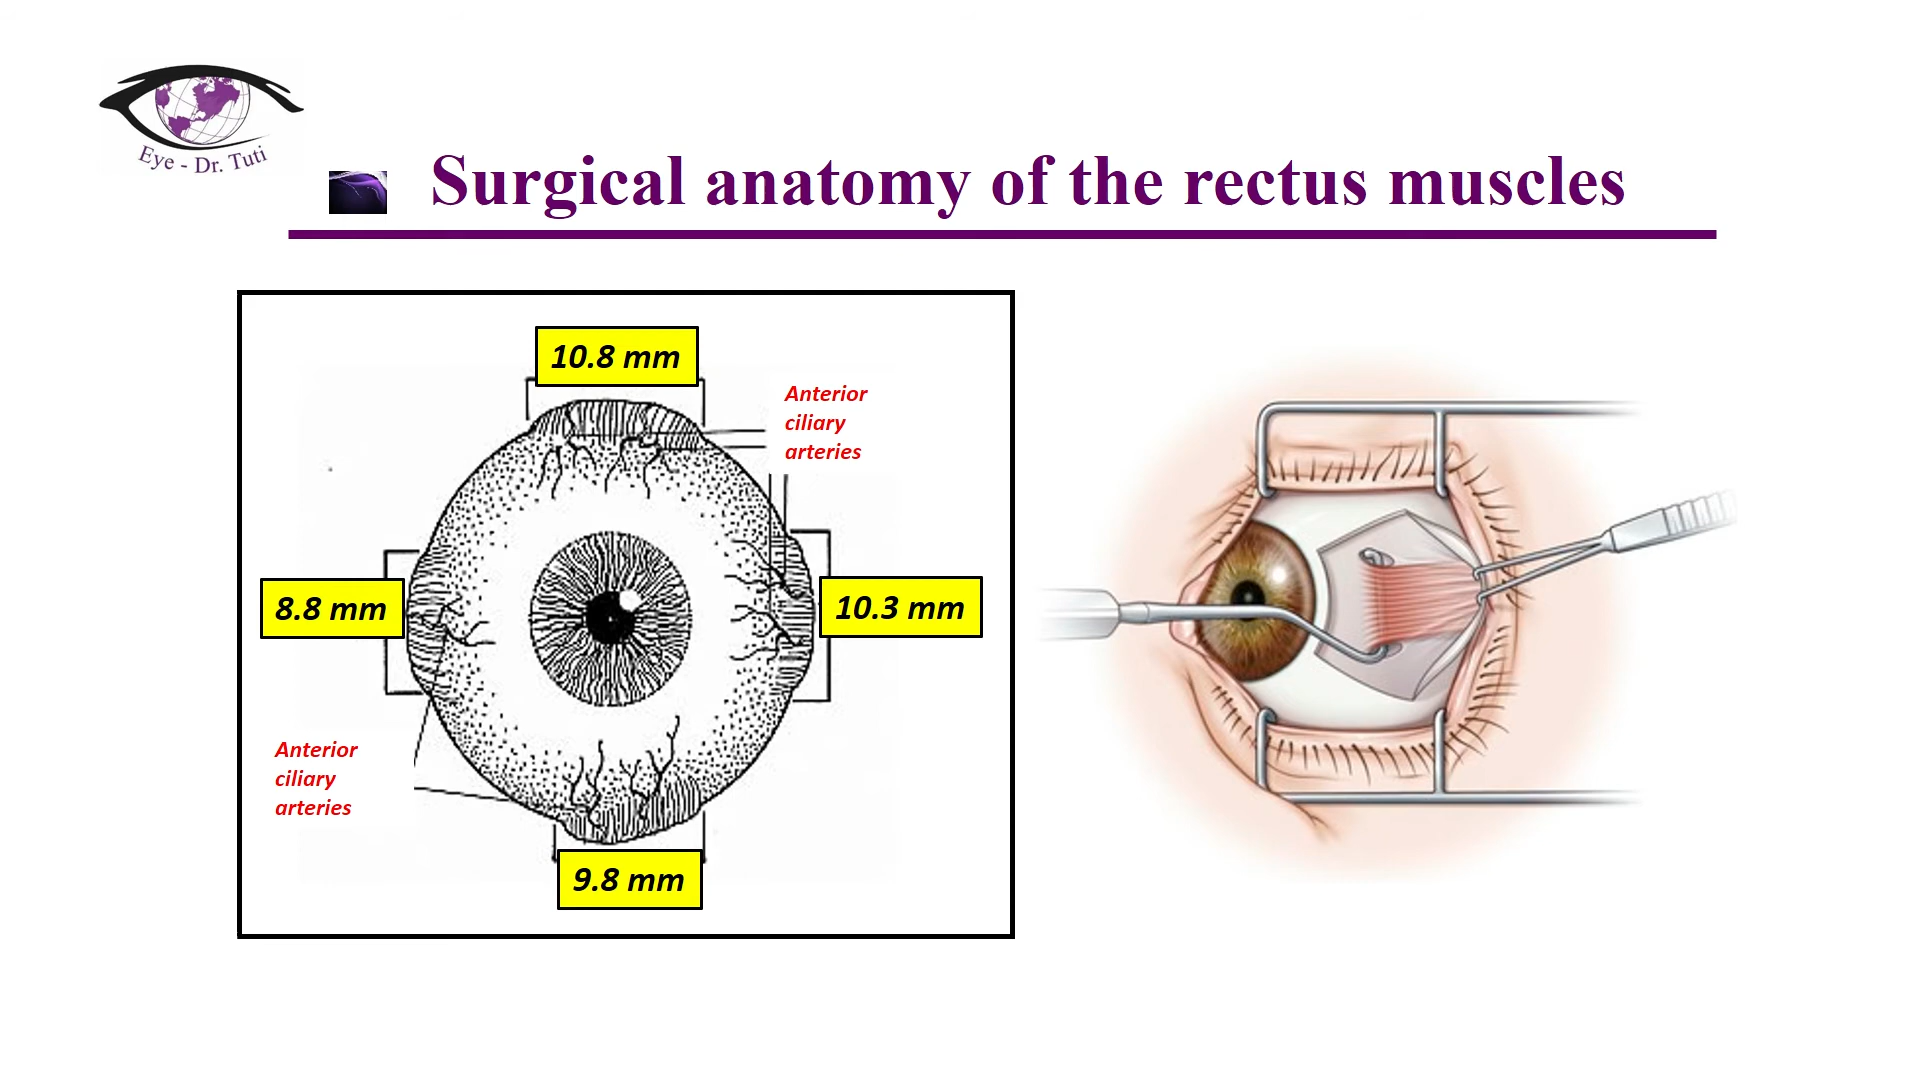 Eye - Dr. Tuti
Surgical anatomy of the rectus muscles
10.8 mm
Anterior
ciliary
arteries
8.8 mm
10.3 mm
Anterior
ciliary
arteries
9.8 mm